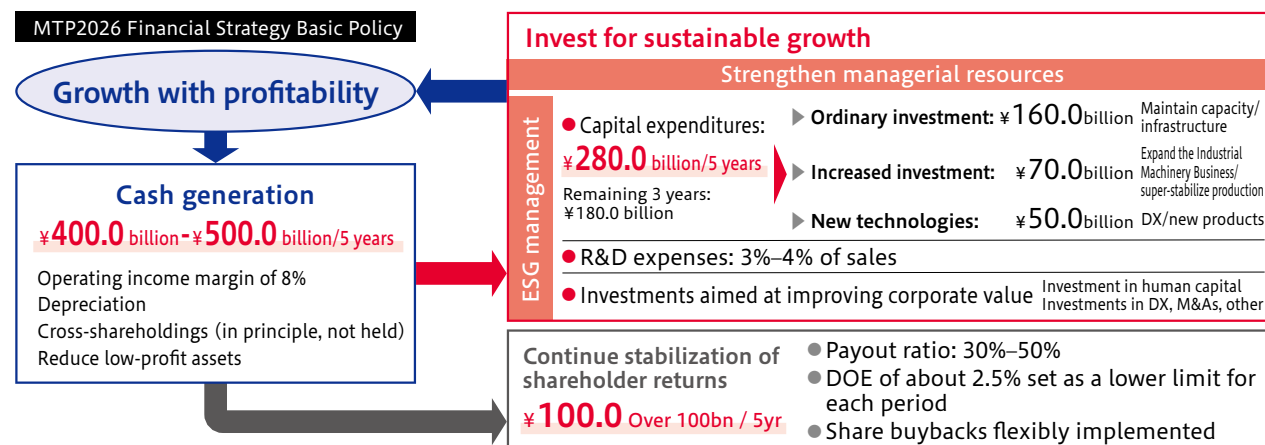 MTP2026 Financial Strategy Basic Policy
Growth with profitability
Cash generation
¥400.0 billion-¥500.0 billion/5 years
Operating income margin of 8%
Depreciation
Cross-shareholdings (in principle, not held)
Reduce low-profit assets
Invest for sustainable growth
Strengthen managerial resources
ESG management
● Capital expenditures:
¥280.0 billion/5 years
Remaining 3 years:
¥180.0 billion
▶ Ordinary investment: ¥160.0billion
Maintain capacity/
infrastructure
▶ Increased investment: ¥70.0billion
Expand the Industrial
Machinery Business/
super-stabilize production
▶ New technologies: ¥50.0billion DX/new products
● R&D expenses: 3%–4% of sales
● Investments aimed at improving corporate value
Investment in human capital
Investments in DX, M&As, other
Continue stabilization of
shareholder returns
¥100.0 Over 100bn / 5yr
● Payout ratio: 30%–50%
● DOE of about 2.5% set as a lower limit for
each period
● Share buybacks flexibly implemented